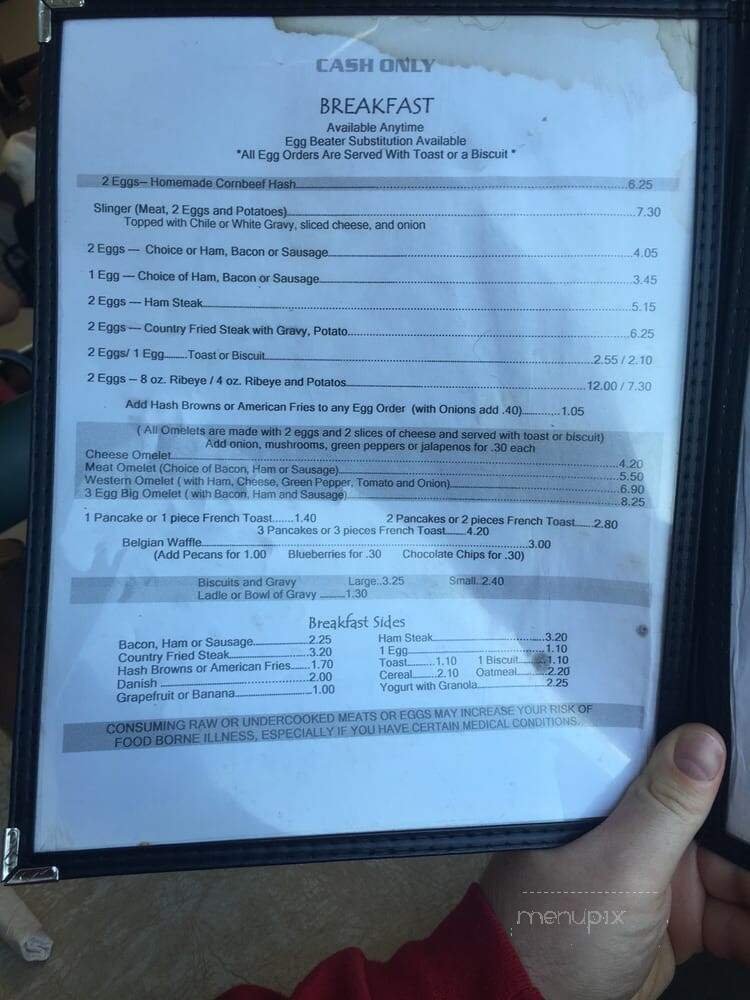 CASH ONLY
BREAKFAST
Available Anytime
Egg Beater Substitution Available
*All Egg Orders Are Served With Toast or a Biscuit *
2 Eggs– Homemade Cornbeef Hash 6.25
Slinger (Meat, 2 Eggs and Potatoes) 7.30
Topped with Chile or White Gravy, sliced cheese, and onion
2 Eggs — Choice or Ham, Bacon or Sausage 4.05
1 Egg — Choice of Ham, Bacon or Sausage 3.45
2 Eggs — Ham Steak 5.15
2 Eggs — Country Fried Steak with Gravy, Potato 6.25
2 Eggs/ 1 Egg Toast or Biscuit 2.55 / 2.10
2 Eggs – 8 oz. Ribeye / 4 oz. Ribeye and Potatos 12.00 / 7.30
Add Hash Browns or American Fries to any Egg Order (with Onions add .40) 1.05
( All Omelets are made with 2 eggs and 2 slices of cheese and served with toast or biscuit)
Add onion, mushrooms, green peppers or jalapenos for .30 each
Cheese Omelet 4.20
Meat Omelet (Choice of Bacon, Ham or Sausage) 5.50
Western Omelet ( with Ham, Cheese, Green Pepper, Tomato and Onion) 6.90
3 Egg Big Omelet ( with Bacon, Ham and Sausage) 8.25
1 Pancake or 1 piece French Toast 1.40 2 Pancakes or 2 pieces French Toast 2.80
3 Pancakes or 3 pieces French Toast 4.20
Belgian Waffle 3.00
(Add Pecans for 1.00 Blueberries for .30 Chocolate Chips for .30)
Biscuits and Gravy Large..3.25 Small..2.40
Ladle or Bowl of Gravy 1.30
Breakfast Sides
Bacon, Ham or Sausage 2.25
Country Fried Steak 3.20
Hash Browns or American Fries 1.70
Danish 2.00
Grapefruit or Banana 1.00
Ham Steak 3.20
1 Egg 1.10
Toast 1.10 1 Biscuit 1.10
Cereal 2.10 Oatmeal 2.20
Yogurt with Granola 2.25
CONSUMING RAW OR UNDERCOOKED MEATS OR EGGS MAY INCREASE YOUR RISK OF
FOOD BORNE ILLNESS, ESPECIALLY IF YOU HAVE CERTAIN MEDICAL CONDITIONS.
menupix